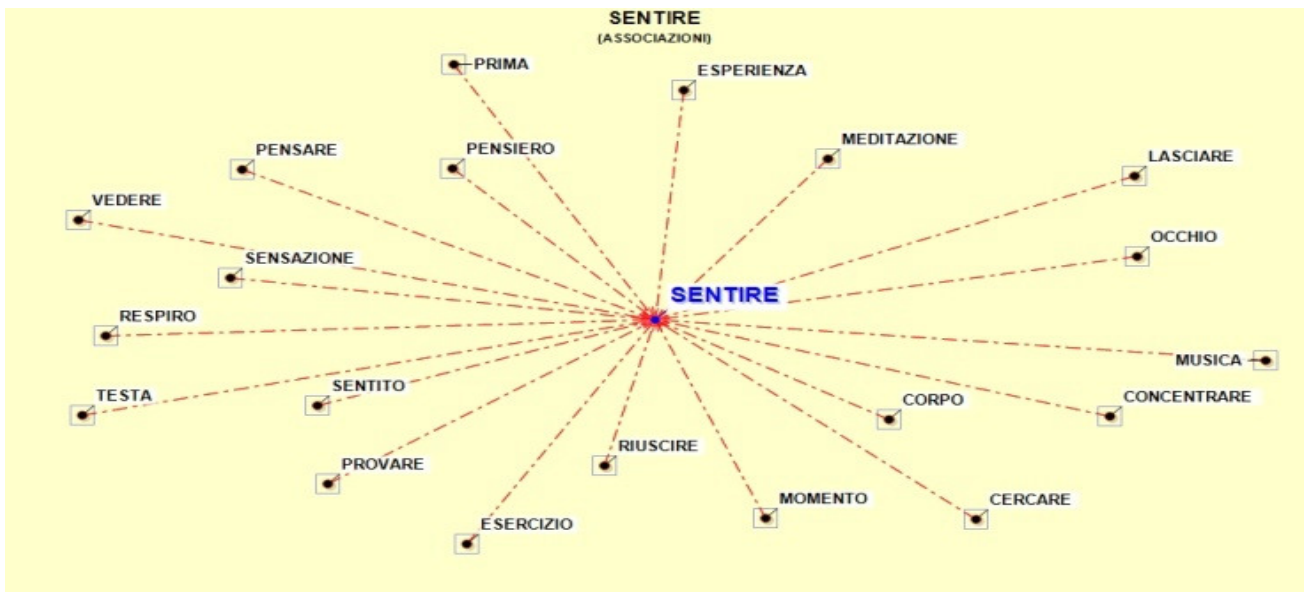 SENTIRE
(ASSOCIAZIONI)
PRIMA
ESPERIENZA
MEDITAZIONE
PENSARE
PENSIERO
LASCIARE
VEDERE
OCCHIO
SENSAZIONE
SENTIRE
RESPIRO
MUSICA
TESTA
SENTITO
CORPO
CONCENTRARE
PROVARE
RIUSCIRE
MOMENTO
CERCARE
ESERCIZIO